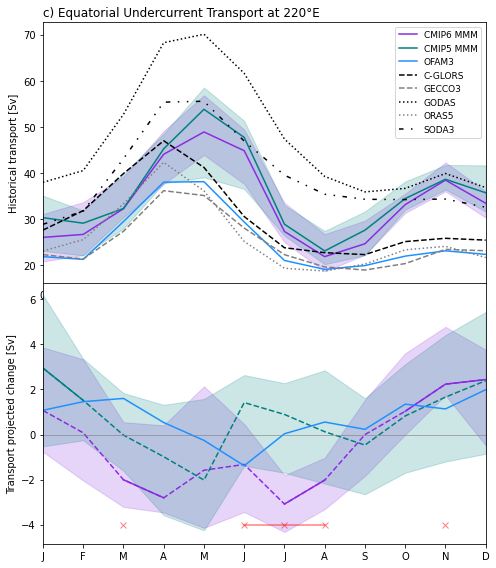 c) Equatorial Undercurrent Transport at 220°E
Historical transport [Sv]
70
60
50
40
30
20
CMIP6 MMM
CMIP5 MMM
OFAM3
C-GLORS
GECCO3
GODAS
ORAS5
SODA3
Transport projected change [Sv]
6
4
2
0
−2
−4
J F M A M J J A S O N D